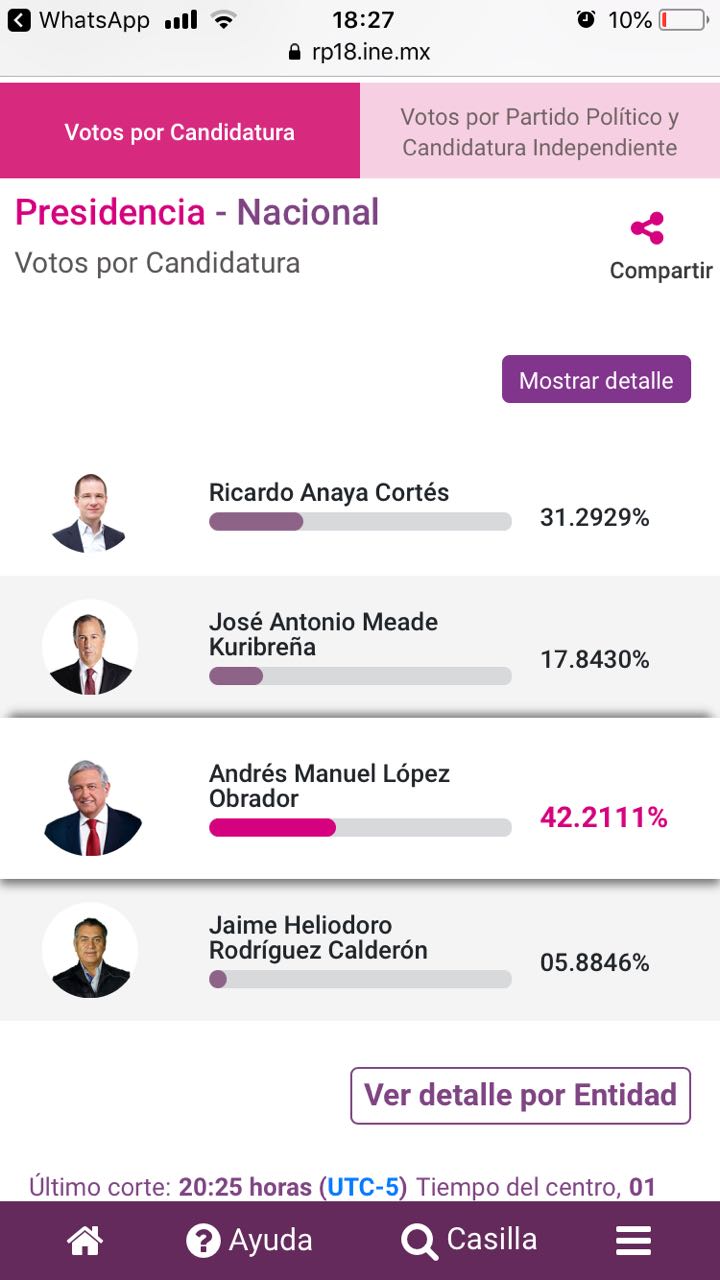 WhatsApp 18:27 10%
rp18.ine.mx
Votos por Candidatura
Votos por Partido Político y
Candidatura Independiente
Presidencia - Nacional
Votos por Candidatura
Compartir
Mostrar detalle
Ricardo Anaya Cortés
31.2929%
José Antonio Meade
Kuribreña
17.8430%
Andrés Manuel López
Obrador
42.2111%
Jaime Heliodoro
Rodríguez Calderón
05.8846%
Ver detalle por Entidad
Último corte: 20:25 horas (UTC-5) Tiempo del centro, 01
? Ayuda Casilla